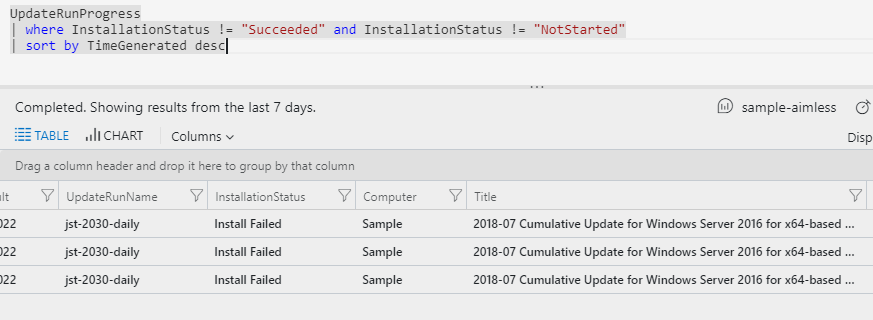 UpdateRunProgress
| where InstallationStatus != "Succeeded" and InstallationStatus != "NotStarted"
| sort by TimeGenerated desc
Completed. Showing results from the last 7 days. sample-aimless
TABLE CHART Columns Disp
Drag a column header and drop it here to group by that column
lt UpdateRunName InstallationStatus Computer Title
022 jst-2030-daily Install Failed Sample 2018-07 Cumulative Update for Windows Server 2016 for x64-based ...
022 jst-2030-daily Install Failed Sample 2018-07 Cumulative Update for Windows Server 2016 for x64-based ...
022 jst-2030-daily Install Failed Sample 2018-07 Cumulative Update for Windows Server 2016 for x64-based ...